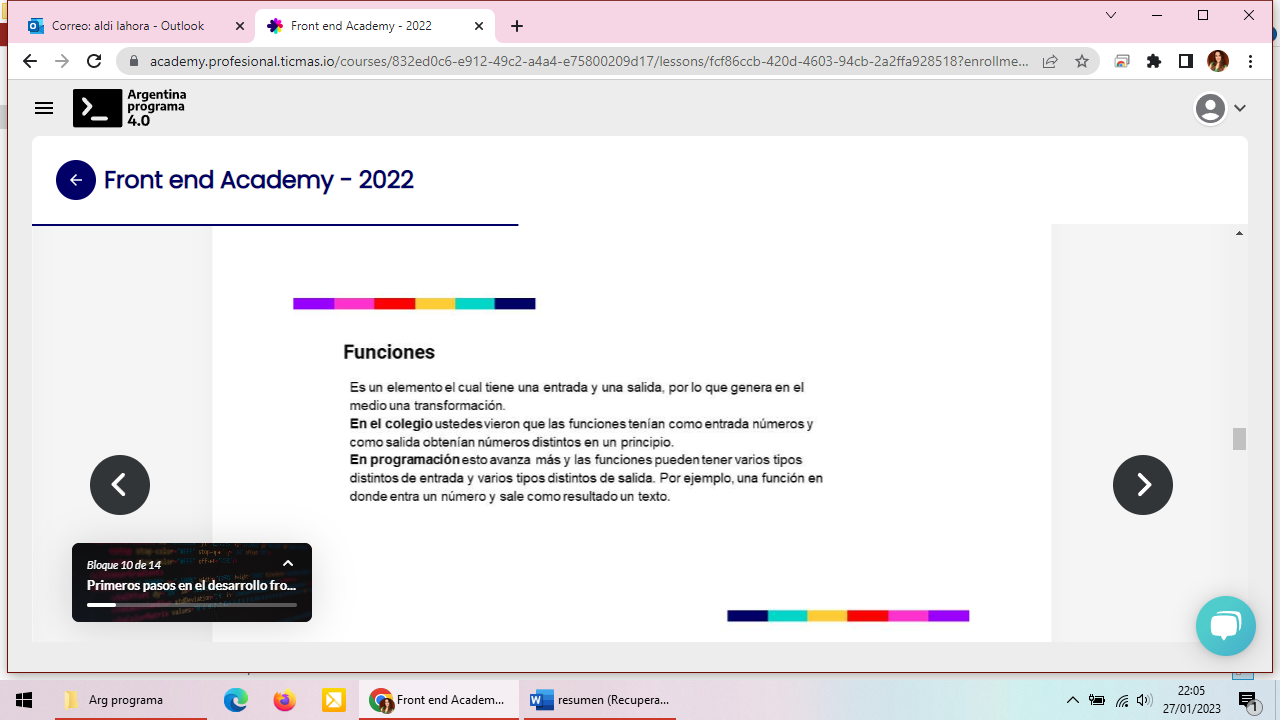 Correo: aldi lahora - Outlook
Front end Academy - 2022
academy.profesional.ticmas.io/courses/832ee0c6-e912-49c2-a4a4-e75800209d17/lessons/fcf86ccb-420d-4603-94cb-2a2ffa928518?enrollme...
Argentina
programa
4.0
Front end Academy - 2022
Funciones
Es un elemento el cual tiene una entrada y una salida, por lo que genera en el
medio una transformación.
En el colegio ustedes vieron que las funciones tenían como entrada números y
como salida obtenían números distintos en un principio.
En programación esto avanza más y las funciones pueden tener varios tipos
distintos de entrada y varios tipos distintos de salida. Por ejemplo, una función en
donde entra un número y sale como resultado un texto.
Bloque 10 de 14
Primeros pasos en el desarrollo fro...
Arg programa
Front end Academ...
resumen (Recupera...
22:05
27/01/2023
1